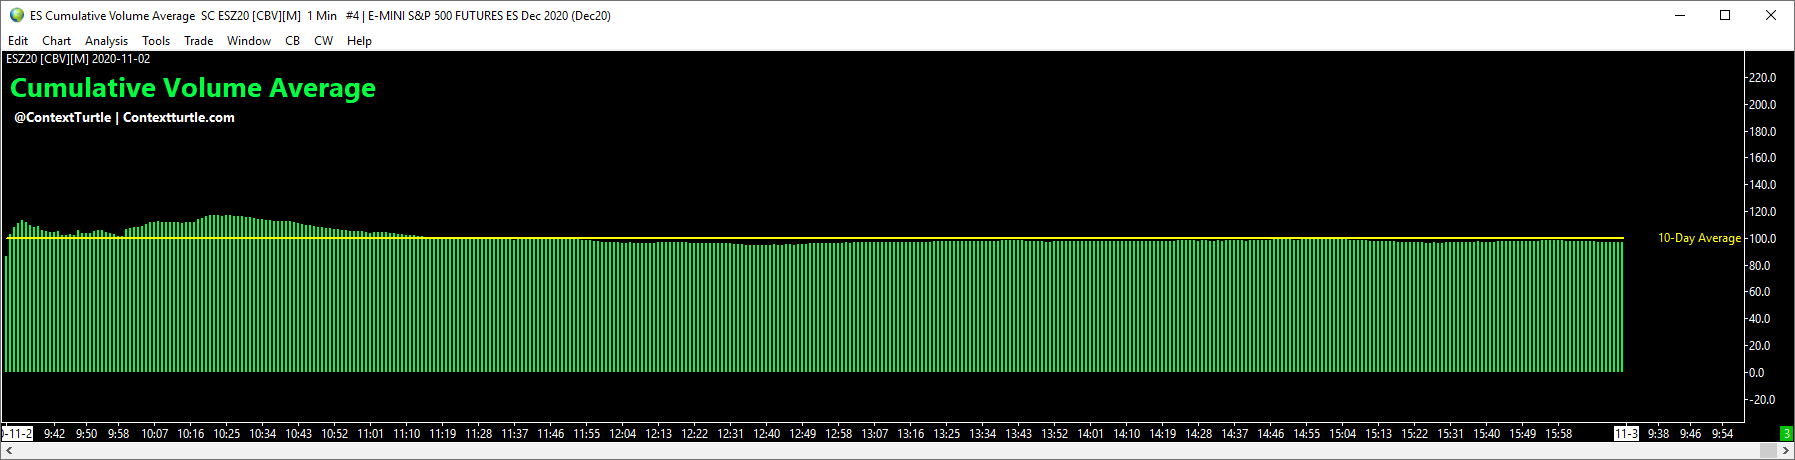 ES Cumulative Volume Average  SC ESZ20 [CBV][M]  1 Min   #4 | E-MINI S&P 500 FUTURES ES Dec 2020 (Dec20)
Edit Chart Analysis Tools Trade Window CB CW Help
ESZ20 [CBV][M] 2020-11-02
Cumulative Volume Average
@ContextTurtle | Contextturtle.com
220.0
200.0
180.0
160.0
140.0
120.0
10-Day Average 100.0
80.0
60.0
40.0
20.0
0.0
-20.0
-11-2 9:42 9:50 9:58 10:07 10:16 10:25 10:34 10:43 10:52 11:01 11:10 11:19 11:28 11:37 11:46 11:55 12:04 12:13 12:22 12:31 12:40 12:49 12:58 13:07 13:16 13:25 13:34 13:43 13:52 14:01 14:10 14:19 14:28 14:37 14:46 14:55 15:04 15:13 15:22 15:31 15:40 15:49 15:58 11-3 9:38 9:46 9:54 3